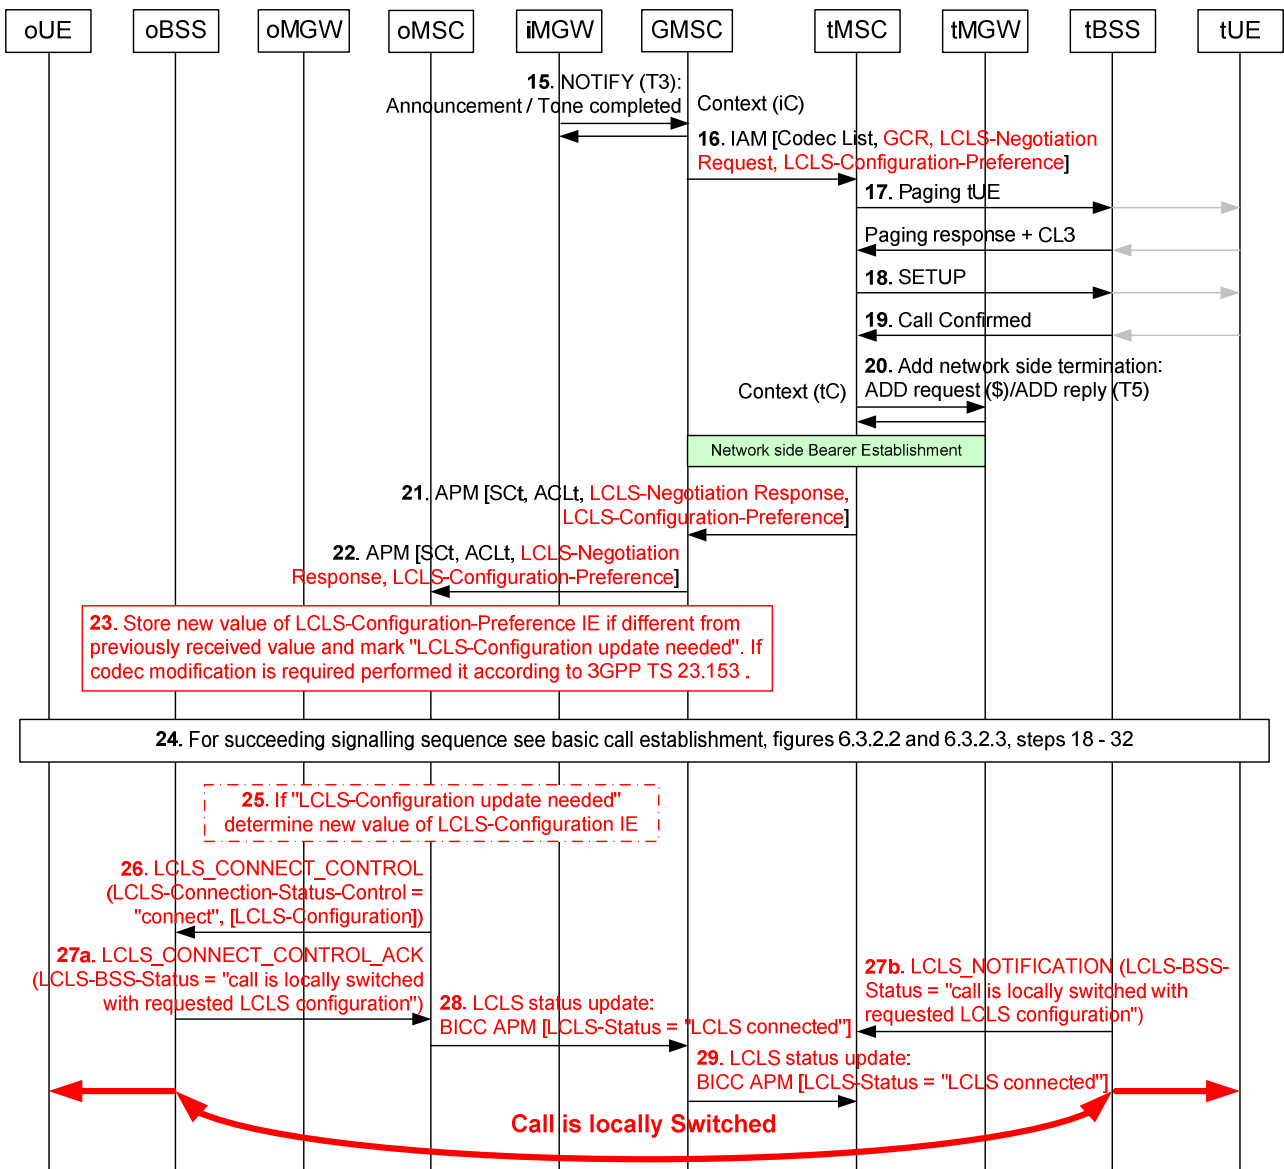 oUE oBSS oMGW oMSC iMGW GMSC tMSC tMGW tBSS tUE
15. NOTIFY (T3):
Announcement / Tone completed
Context (iC)
16. IAM [Codec List, GCR, LCLS-Negotiation
Request, LCLS-Configuration-Preference]
17. Paging tUE
Paging response + CL3
18. SETUP
19. Call Confirmed
20. Add network side termination:
ADD request ($)/ADD reply (T5)
Context (tC)
Network side Bearer Establishment
21. APM [SCt, ACLt, LCLS-Negotiation Response,
LCLS-Configuration-Preference]
22. APM [SCt, ACLt, LCLS-Negotiation
Response, LCLS-Configuration-Preference]
23. Store new value of LCLS-Configuration-Preference IE if different from
previously received value and mark "LCLS-Configuration update needed". If
codec modification is required performed it according to 3GPP TS 23.153 .
24. For succeeding signalling sequence see basic call establishment, figures 6.3.2.2 and 6.3.2.3, steps 18 - 32
25. If "LCLS-Configuration update needed"
determine new value of LCLS-Configuration IE
26. LCLS_CONNECT_CONTROL
(LCLS-Connection-Status-Control =
"connect", [LCLS-Configuration])
27a. LCLS_CONNECT_CONTROL_ACK
(LCLS-BSS-Status = "call is locally switched
with requested LCLS configuration")
27b. LCLS_NOTIFICATION (LCLS-BSS-
Status = "call is locally switched with
requested LCLS configuration")
28. LCLS status update:
BICC APM [LCLS-Status = "LCLS connected"]
29. LCLS status update:
BICC APM [LCLS-Status = "LCLS connected"]
Call is locally Switched